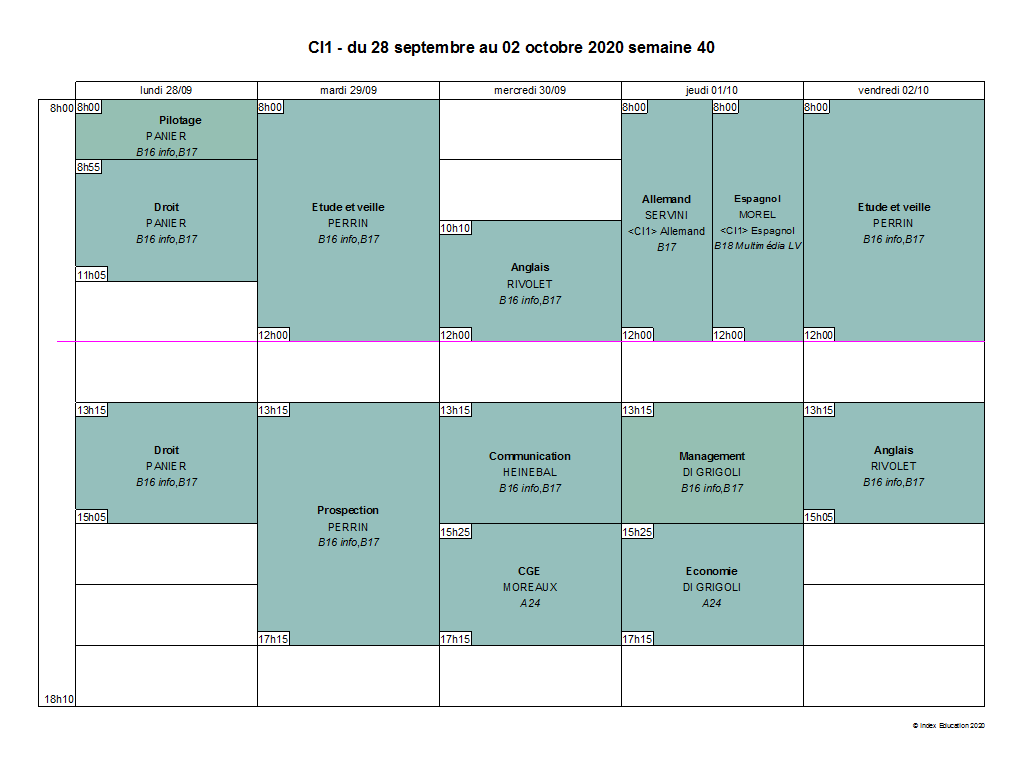 CI1 - du 28 septembre au 02 octobre 2020 semaine 40
lundi 28/09
mardi 29/09
mercredi 30/09
jeudi 01/10
vendredi 02/10
8h00
8h00
Pilotage
PANIER
B16 info,B17
8h55
Droit
PANIER
B16 info,B17
11h05
13h15
Droit
PANIER
B16 info,B17
15h05
8h00
Etude et veille
PERRIN
B16 info,B17
12h00
13h15
Prospection
PERRIN
B16 info,B17
17h15
10h10
Anglais
RIVOLET
B16 info,B17
12h00
13h15
Communication
HEINEBAL
B16 info,B17
15h25
CGE
MOREAUX
A24
17h15
8h00
Allemand
SERVINI
<CI1> Allemand
B17
12h00
8h00
Espagnol
MOREL
<CI1> Espagnol
B18 Multimédia LV
12h00
13h15
Management
DI GRIGOLI
B16 info,B17
15h25
Economie
DI GRIGOLI
A24
17h15
8h00
Etude et veille
PERRIN
B16 info,B17
12h00
13h15
Anglais
RIVOLET
B16 info,B17
15h05
18h10
© Index Education 2020